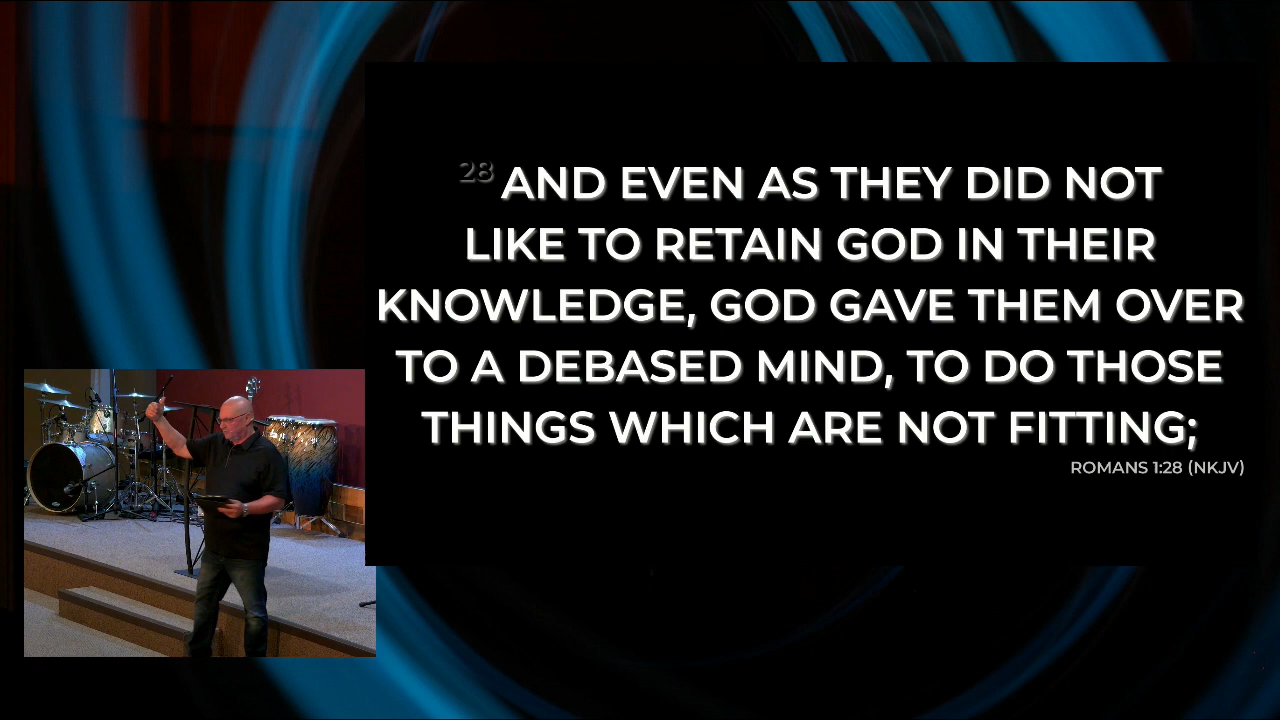 28 AND EVEN AS THEY DID NOT
LIKE TO RETAIN GOD IN THEIR
KNOWLEDGE, GOD GAVE THEM OVER
TO A DEBASED MIND, TO DO THOSE
THINGS WHICH ARE NOT FITTING;
ROMANS 1:28 (NKJV)